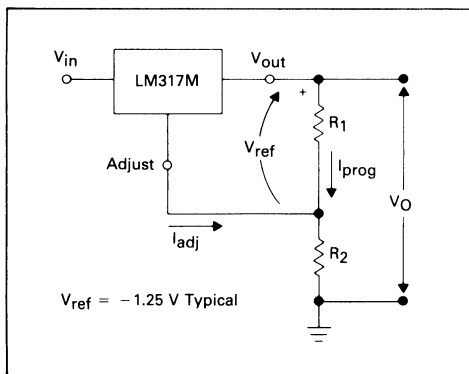 V_in
LM317M
V_out
+
R_1
Adjust
V_ref
I_prog
V_O
I_adj
R_2
V_ref = −1.25 V Typical